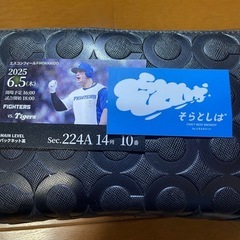 エスコンフィールドHOKKAIDO
2025
6.5(木)
開場予定 16:00
試合開始 18:00
FIGHTERS
vs. Tigers
MAIN LEVEL
バックネット裏
Sec. 224A 14列 10番
そらとしば